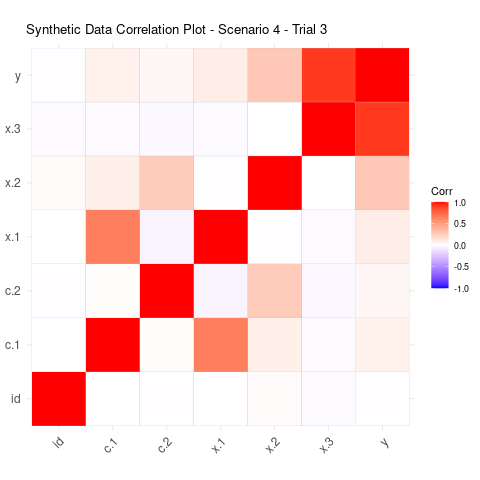 Synthetic Data Correlation Plot - Scenario 4 - Trial 3
y
x.3
x.2
x.1
c.2
c.1
id
id
c.1
c.2
x.1
x.2
x.3
y
Corr
1.0
0.5
0.0
-0.5
-1.0